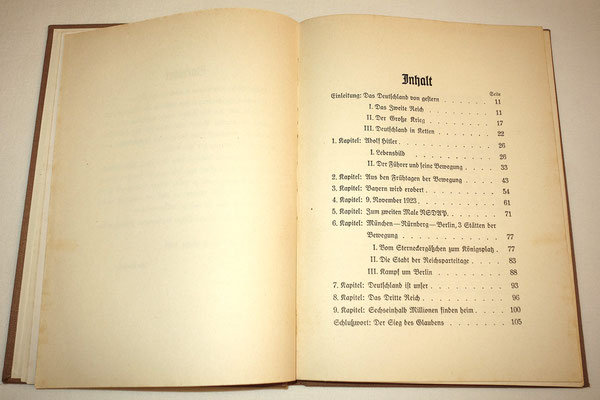 Inhalt
Seite
Einleitung: Das Deutschland von gestern . . . . . . 11
I. Das Zweite Reich . . . . . . 11
II. Der Große Krieg . . . . . . 17
III. Deutschland in Ketten . . . . . 22
1. Kapitel: Adolf Hitler . . . . . . . . . . 26
I. Lebensbild . . . . . . . . 26
II. Der Führer und seine Bewegung . . . 33
2. Kapitel: Aus den Frühtagen der Bewegung . . . . 43
3. Kapitel: Bayern wird erobert . . . . . . . 54
4. Kapitel: 9. November 1923 . . . . . . . . 61
5. Kapitel: Zum zweiten Male NSDAP. . . . . . 71
6. Kapitel: München—Nürnberg—Berlin, 3 Stätten der
Bewegung . . . . . . . . . 77
I. Vom Sterneckergäßchen zum Königsplatz . 77
II. Die Stadt der Reichsparteitage . . . . 83
III. Kampf um Berlin . . . . . . . 88
7. Kapitel: Deutschland ist unser . . . . . . . 93
8. Kapitel: Das Dritte Reich . . . . . . . . 96
9. Kapitel: Sechseinhalb Millionen finden heim . . . . 100
Schlußwort: Der Sieg des Glaubens . . . . . . . 105